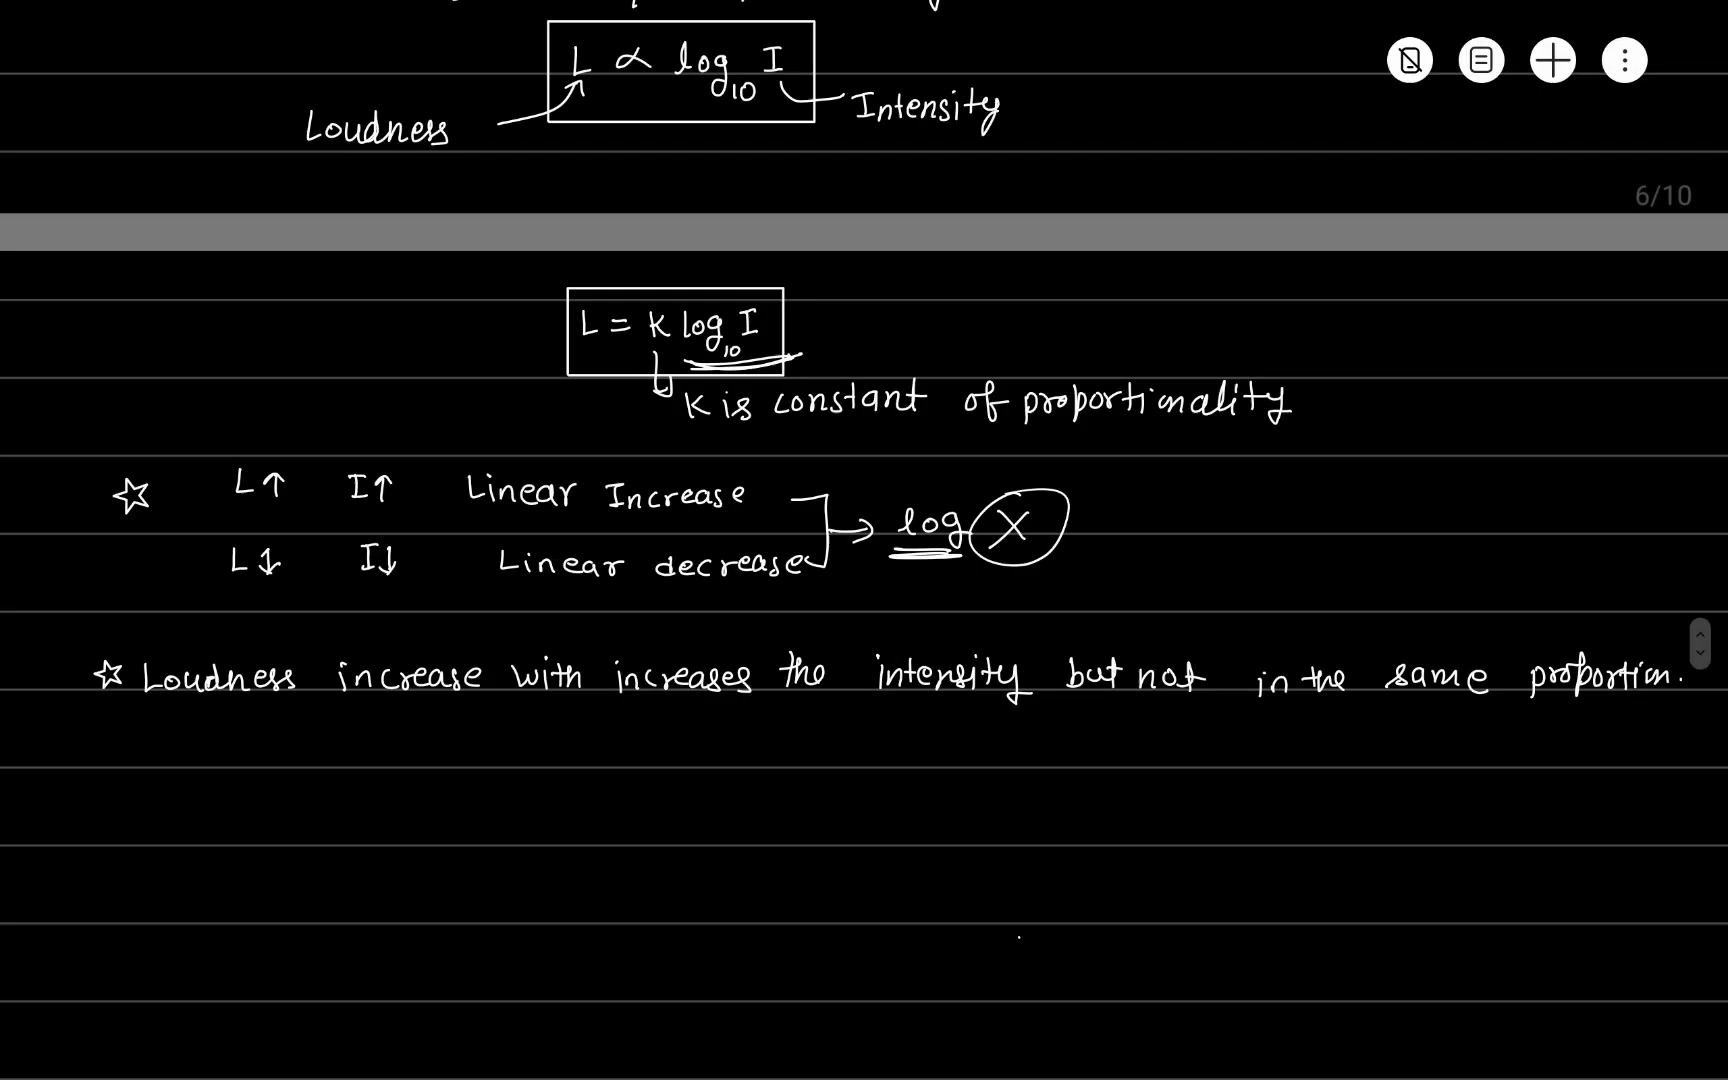 L ∝ log₁₀ I
Loudness
Intensity
6/10
L = K log₁₀ I
K is constant of proportionality
☆ L↑ I↑ Linear Increase
→ log X
L↓ I↓ Linear decrease
☆ Loudness increase with increases the intensity but not in the same proportion.